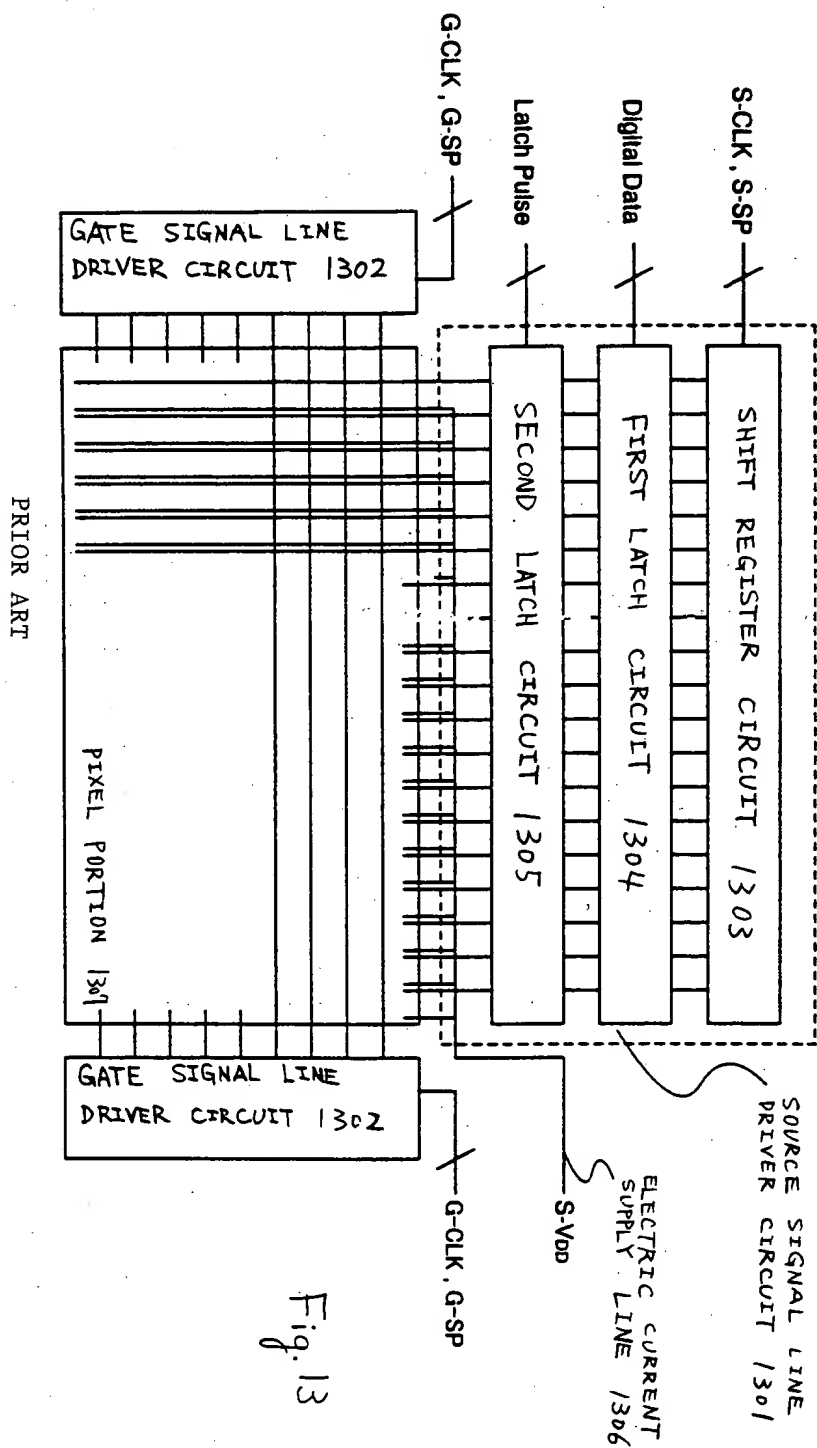 S-CLK, S-SP
Digital Data
Latch Pulse
G-CLK, G-SP
SHIFT REGISTER CIRCUIT 1303
FIRST LATCH CIRCUIT 1304
SECOND LATCH CIRCUIT 1305
SOURCE SIGNAL LINE
DRIVER CIRCUIT 1301
ELECTRIC CURRENT
SUPPLY LINE 1306
S-VDD
G-CLK, G-SP
GATE SIGNAL LINE
DRIVER CIRCUIT 1302
PIXEL PORTION 1307
GATE SIGNAL LINE
DRIVER CIRCUIT 1302
PRIOR ART
Fig. 13